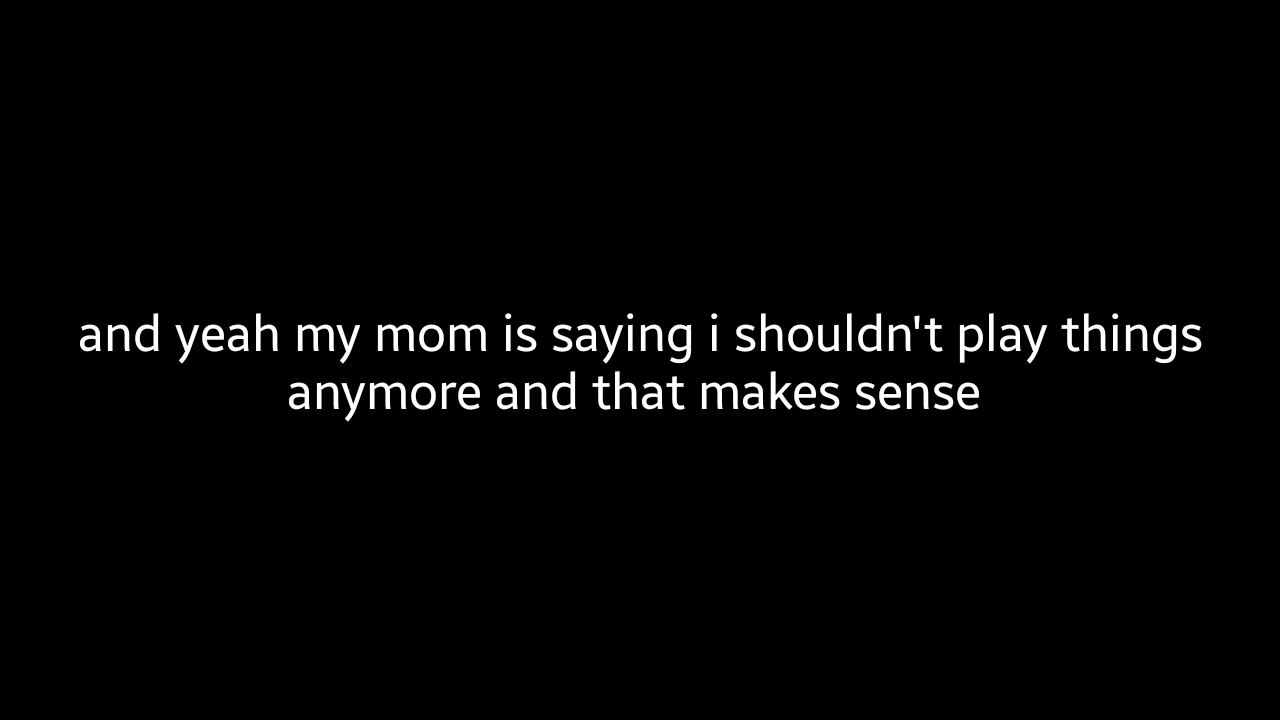 and yeah my mom is saying i shouldn't play things
anymore and that makes sense